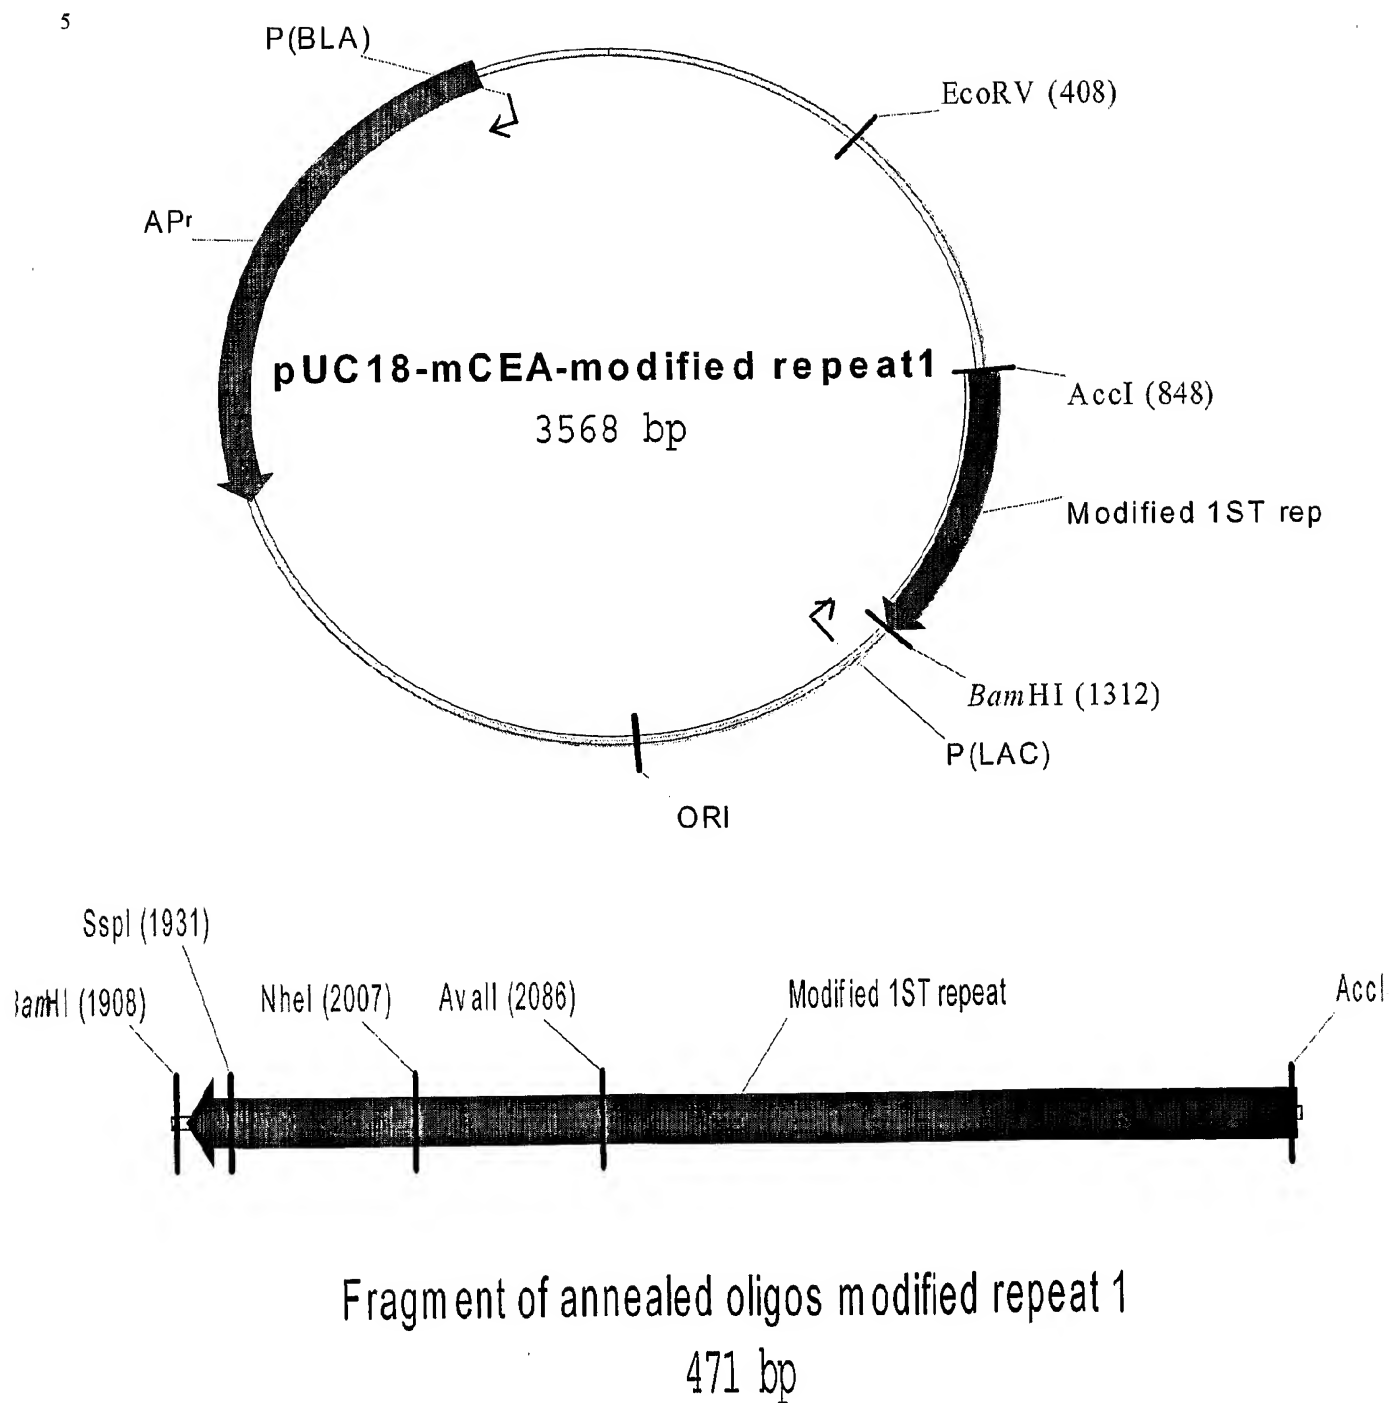 5
P(BLA)
EcoRV (408)
APr
pUC18-mCEA-modified repeat1
3568 bp
AccI (848)
Modified 1ST rep
BamHI (1312)
P(LAC)
ORI
SspI (1931)
BamHI (1908)
NheI (2007)
AvaII (2086)
Modified 1ST repeat
AccI
Fragment of annealed oligos modified repeat 1
471 bp